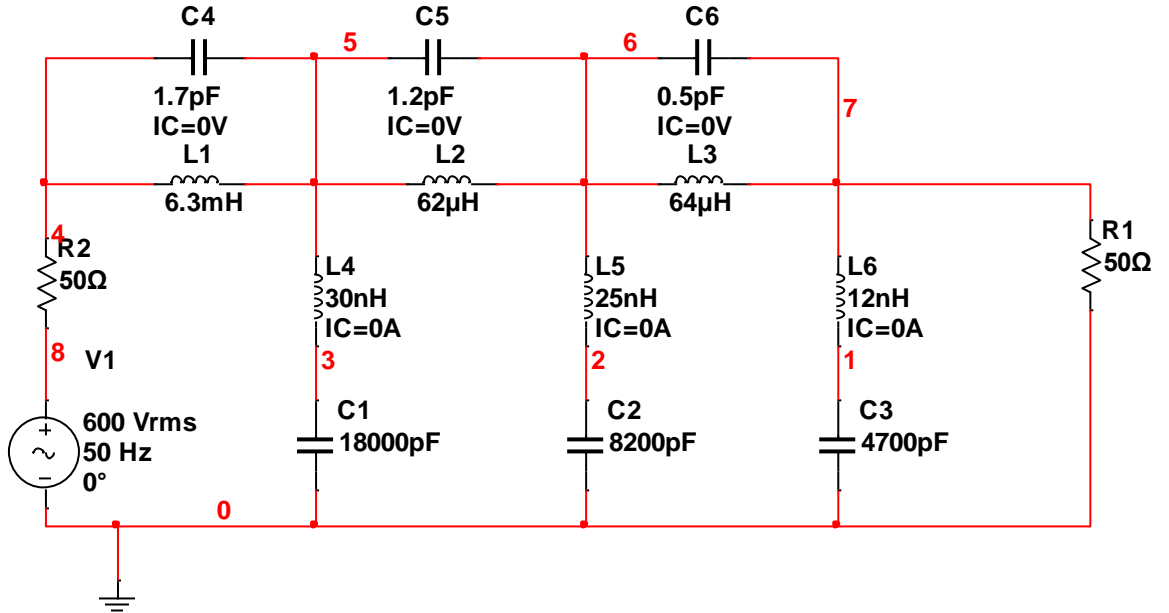 C4
1.7pF
IC=0V
5
C5
1.2pF
IC=0V
6
C6
0.5pF
IC=0V
7
L1
6.3mH
L2
62µH
L3
64µH
4
R2
50Ω
L4
30nH
IC=0A
L5
25nH
IC=0A
L6
12nH
IC=0A
R1
50Ω
8
V1
3
2
1
600 Vrms
50 Hz
0°
C1
18000pF
C2
8200pF
C3
4700pF
0